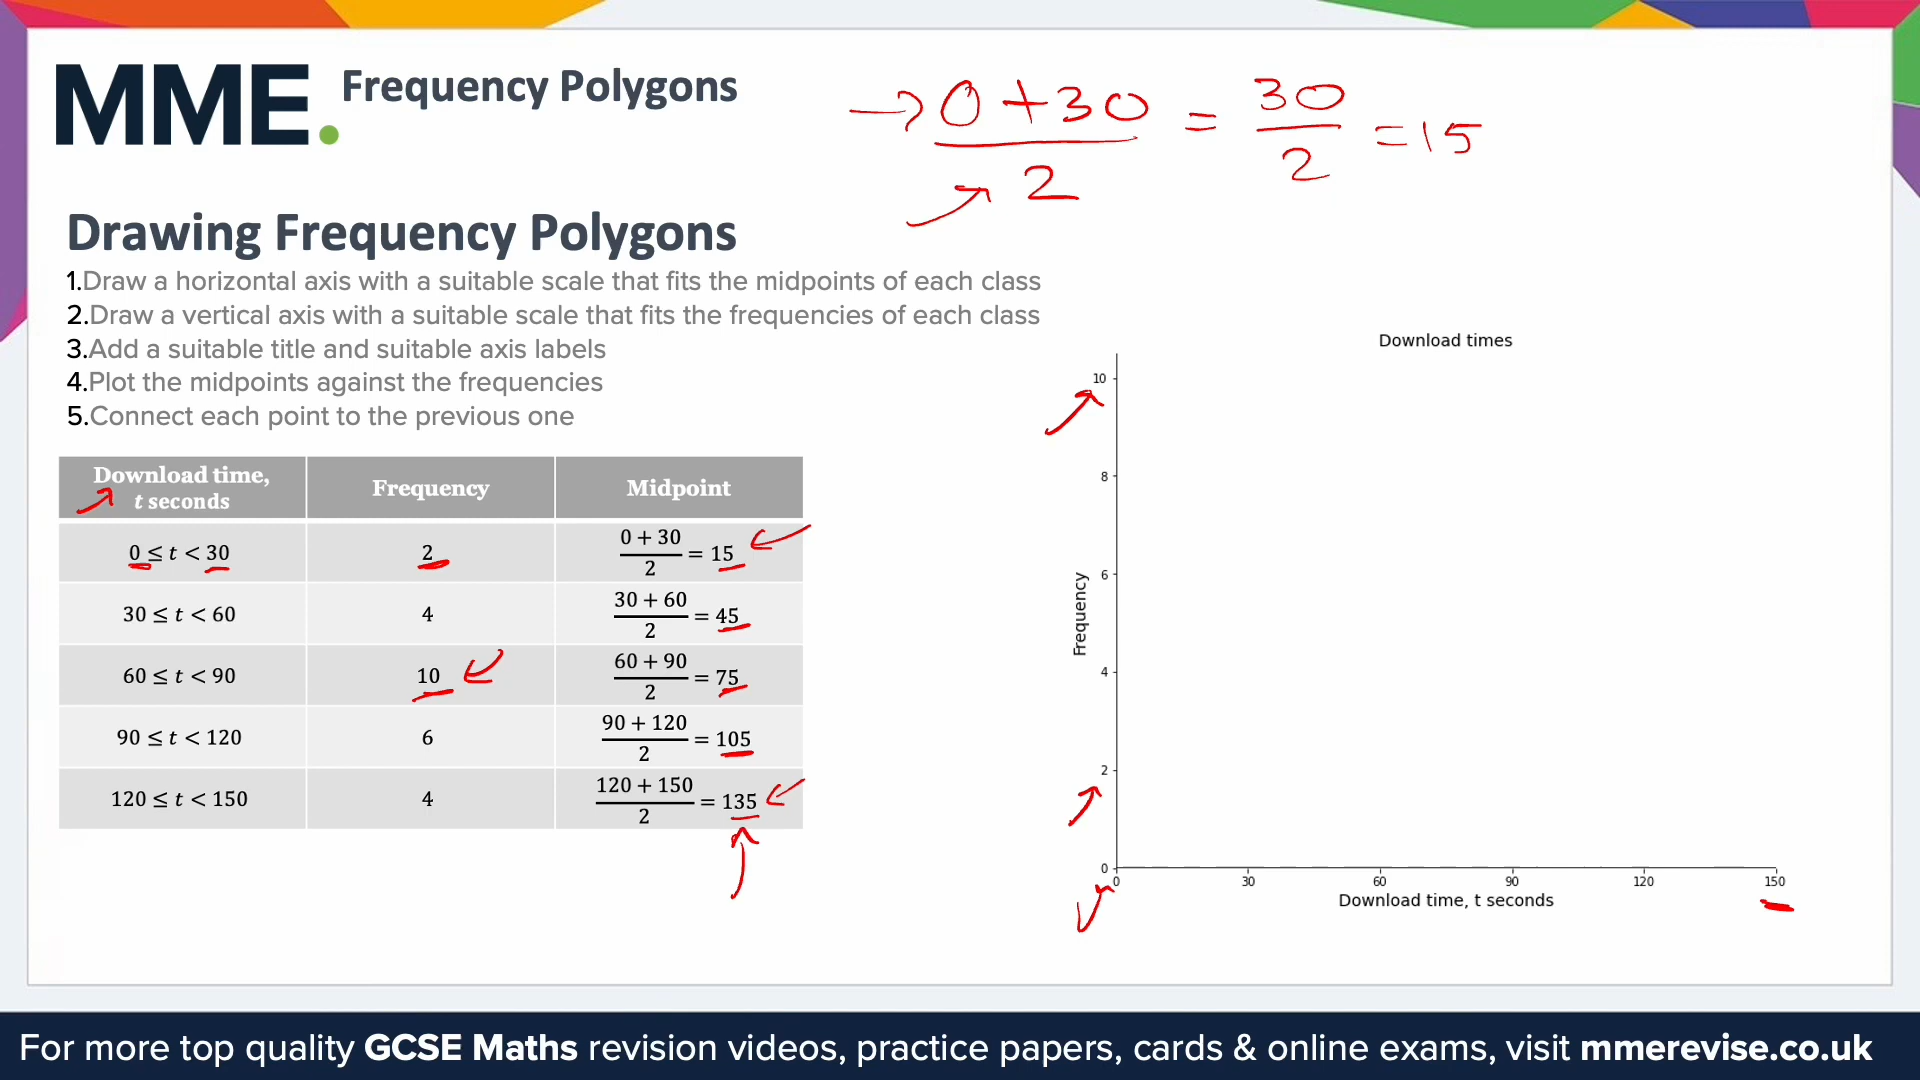 MME.
Frequency Polygons
→ 0 + 30 / 2 = 30 / 2 = 15
Drawing Frequency Polygons
1.Draw a horizontal axis with a suitable scale that fits the midpoints of each class
2.Draw a vertical axis with a suitable scale that fits the frequencies of each class
3.Add a suitable title and suitable axis labels
4.Plot the midpoints against the frequencies
5.Connect each point to the previous one
Download time, t seconds | Frequency | Midpoint
0 ≤ t < 30 | 2 | (0 + 30)/2 = 15
30 ≤ t < 60 | 4 | (30 + 60)/2 = 45
60 ≤ t < 90 | 10 | (60 + 90)/2 = 75
90 ≤ t < 120 | 6 | (90 + 120)/2 = 105
120 ≤ t < 150 | 4 | (120 + 150)/2 = 135
Download times
10
8
6
4
2
0
Frequency
0 30 60 90 120 150
Download time, t seconds
For more top quality GCSE Maths revision videos, practice papers, cards & online exams, visit mmerevise.co.uk